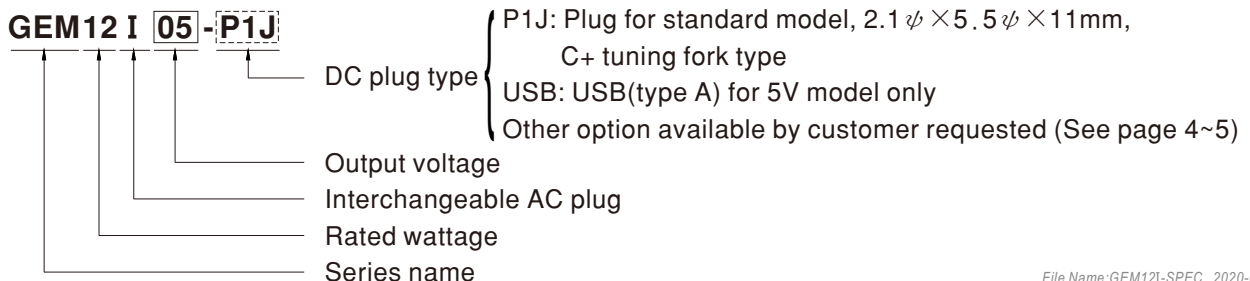 GEM12 I 05 -P1J
P1J: Plug for standard model, 2.1ψ×5.5ψ×11mm,
C+ tuning fork type
DC plug type
USB: USB(type A) for 5V model only
Other option available by customer requested (See page 4~5)
Output voltage
Interchangeable AC plug
Rated wattage
Series name
File Name:GEM12I-SPEC 2020-